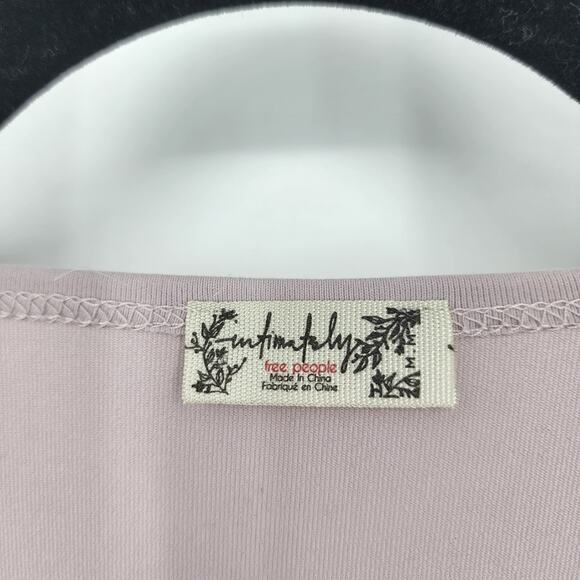 intimately
free people
Made in China
Fabriqué en Chine